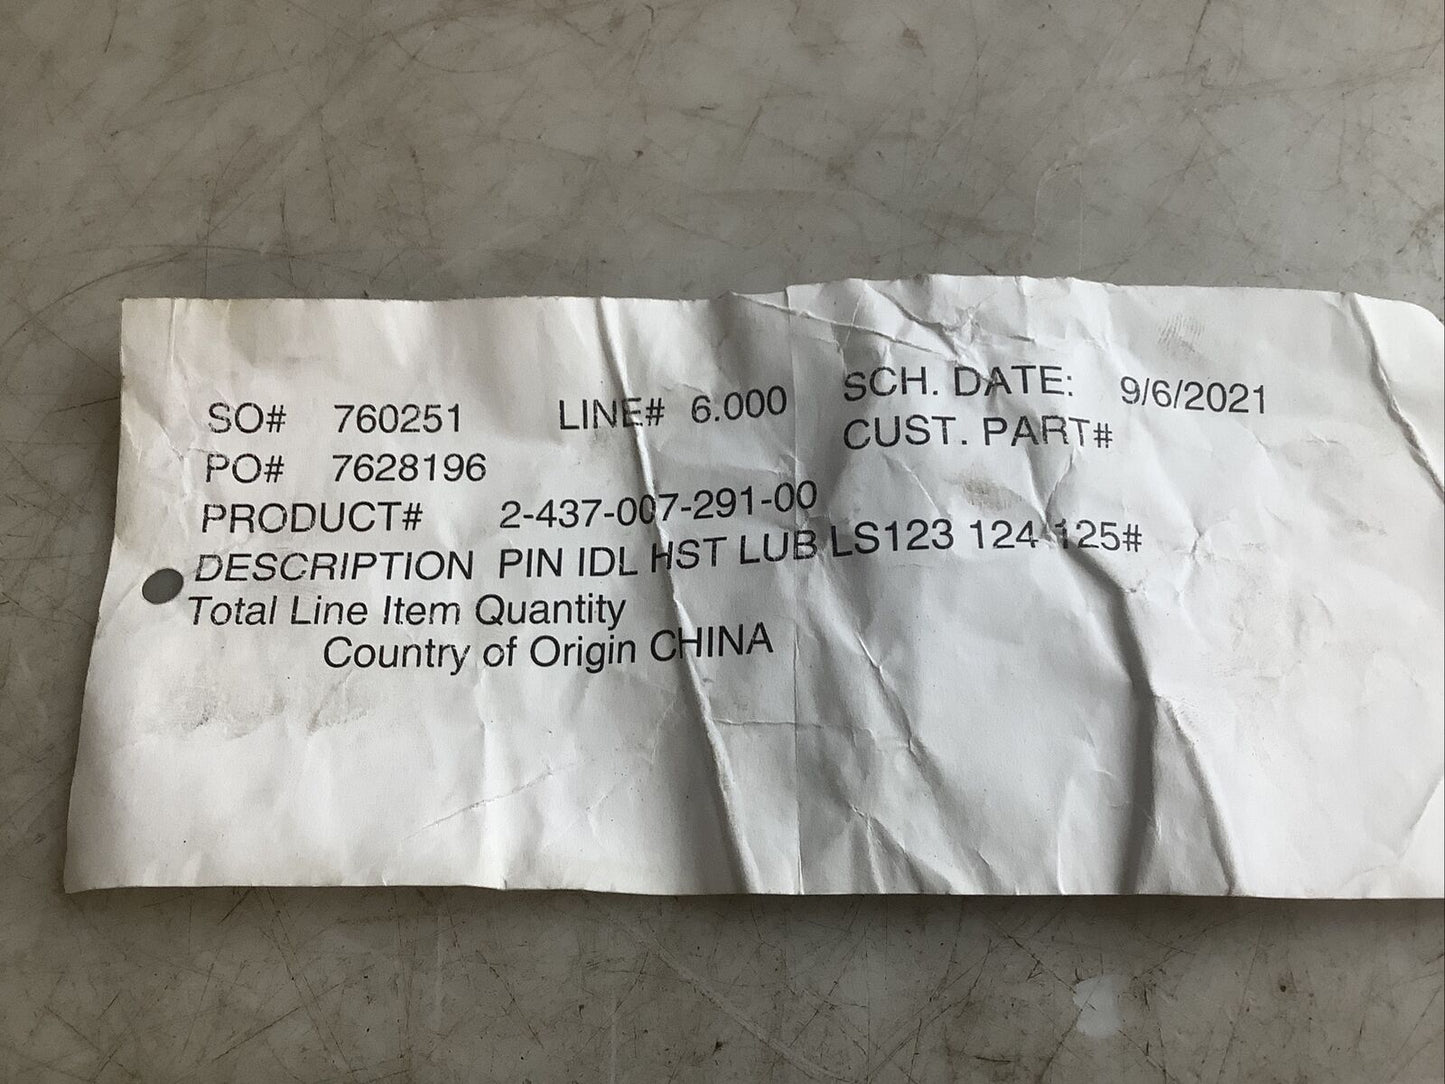 SO# 760251 LINE# 6.000 SCH. DATE: 9/6/2021
PO# 7628196 CUST. PART#
PRODUCT# 2-437-007-291-00
DESCRIPTION PIN IDL HST LUB LS123 124 125#
Total Line Item Quantity
Country of Origin CHINA